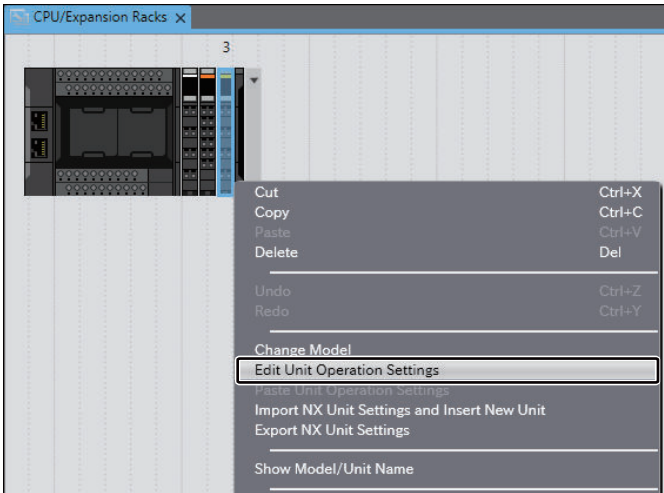 CPU/Expansion Racks
3
Cut Ctrl+X
Copy Ctrl+C
Paste Ctrl+V
Delete Del
Undo Ctrl+Z
Redo Ctrl+Y
Change Model
Edit Unit Operation Settings
Paste Unit Operation Settings
Import NX Unit Settings and Insert New Unit
Export NX Unit Settings
Show Model/Unit Name